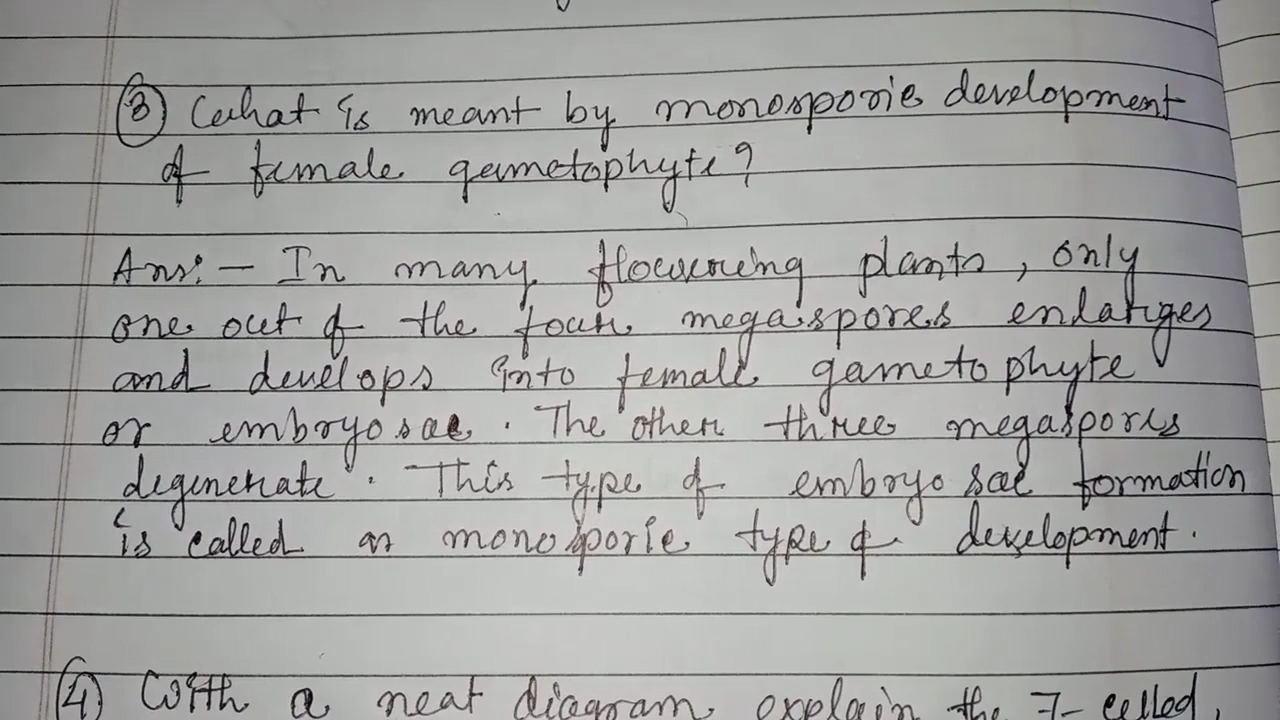 3 What is meant by monosporic development
of female gametophyte?
Ans:- In many flowering plants, only
one out of the four megaspores enlarges
and develops into female gametophyte
or embryosac. The other three megaspores
degenerate. This type of embryo sac formation
is called as monosporic type of development.
4 With a neat diagram explain the 7-celled,